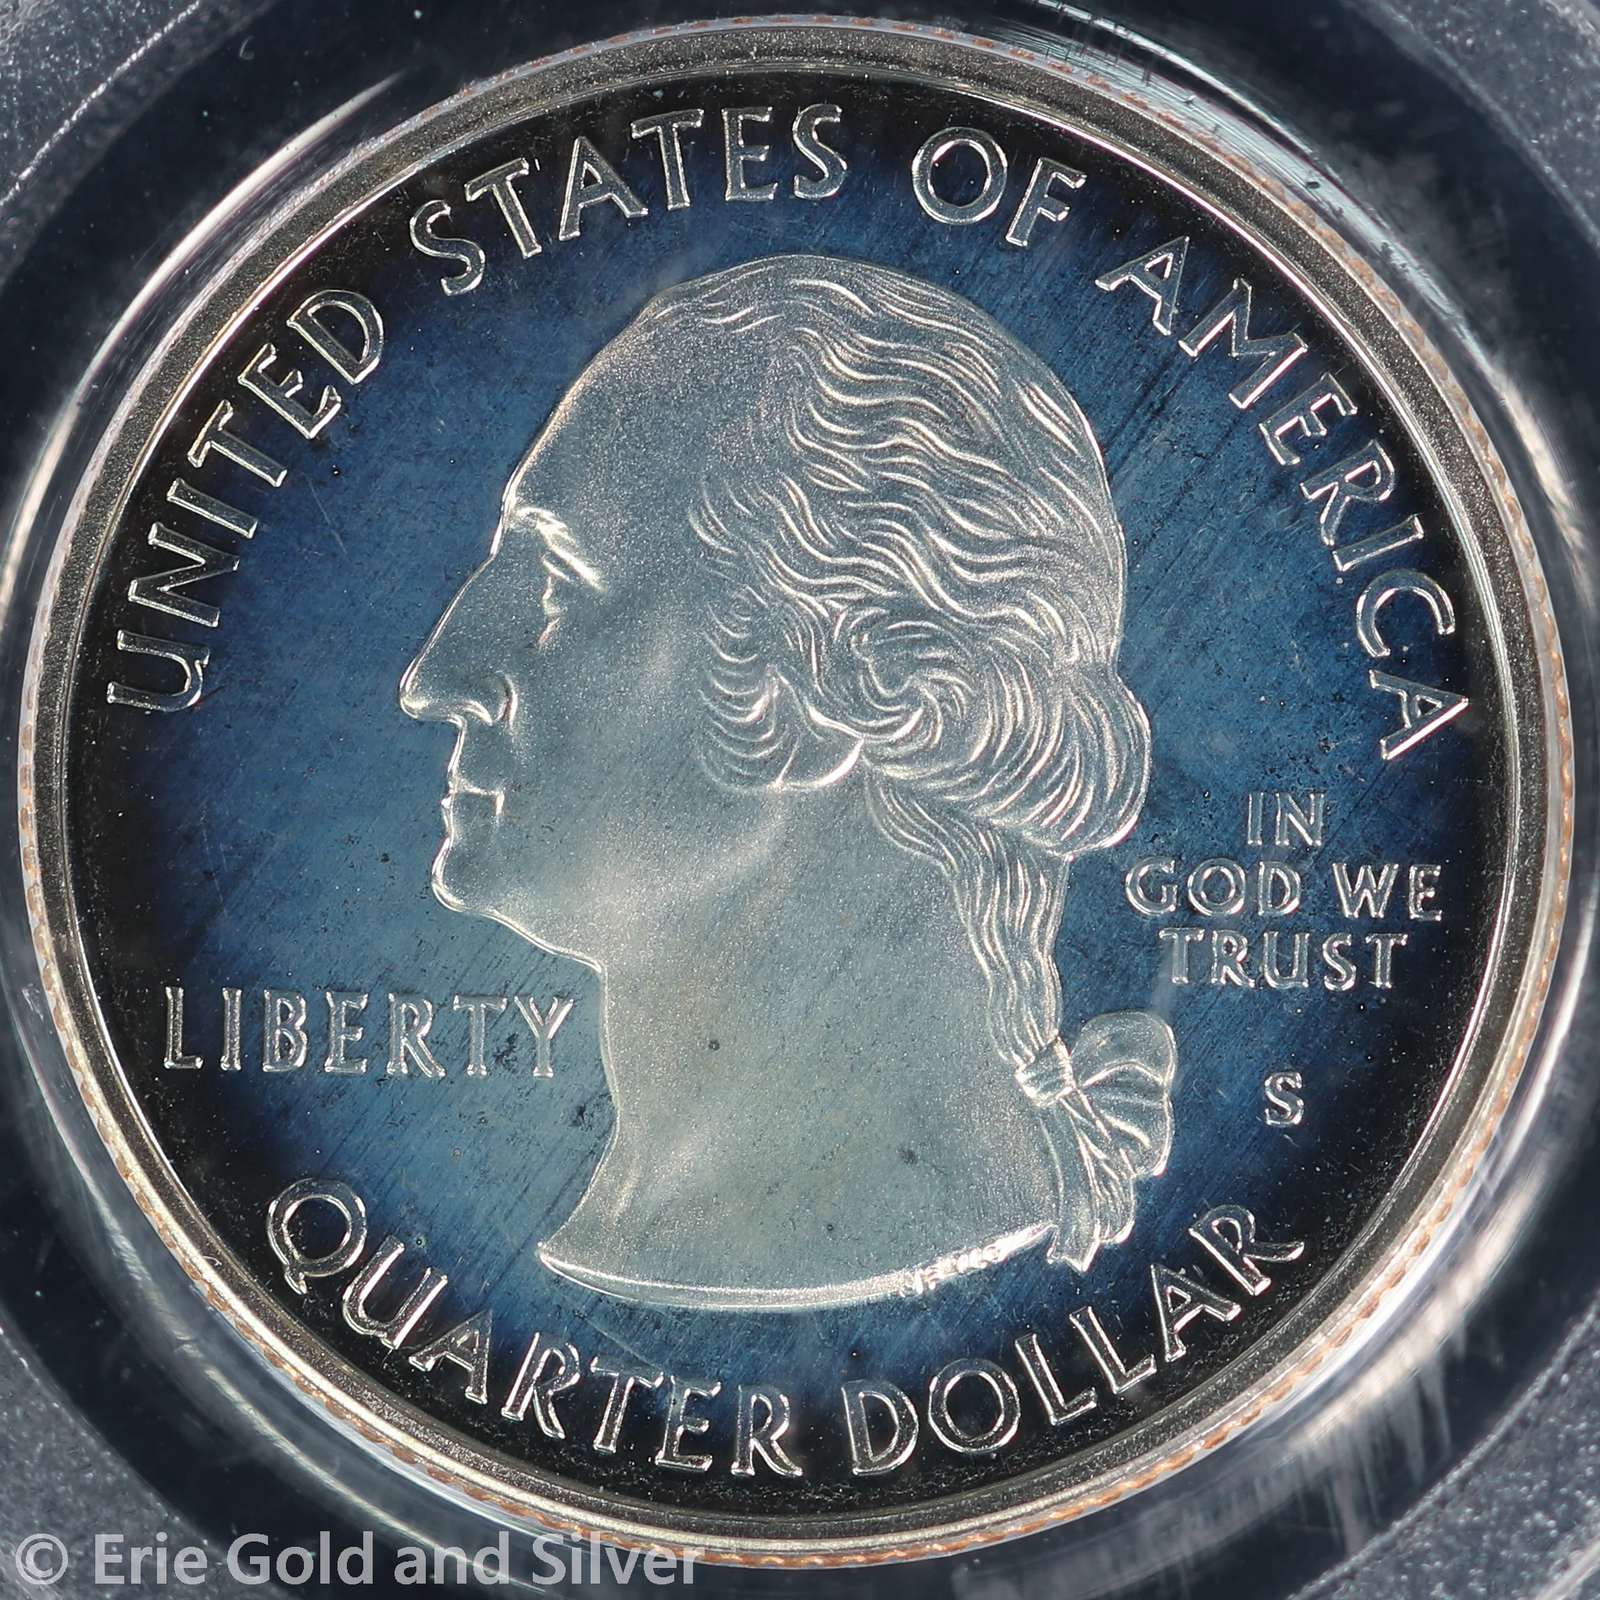 UNITED STATES OF AMERICA
IN
GOD WE
TRUST
LIBERTY
S
QUARTER DOLLAR
© Erie Gold and Silver